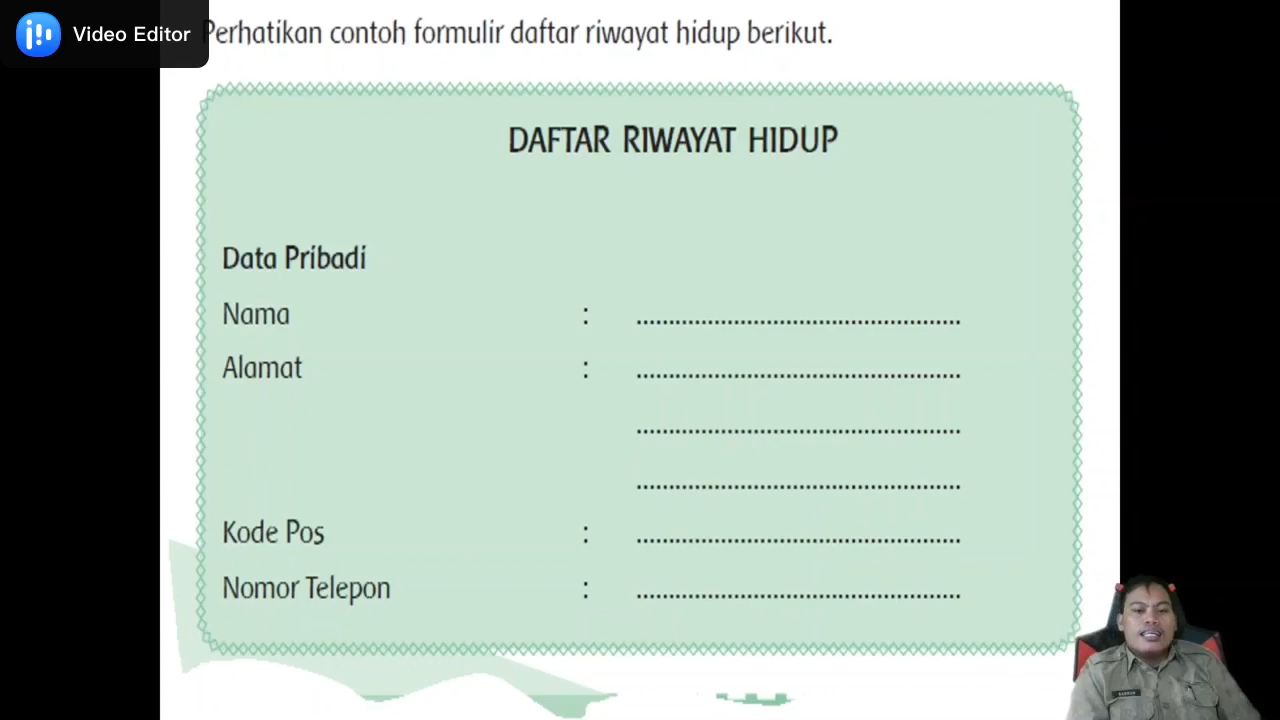 Video Editor
Perhatikan contoh formulir daftar riwayat hidup berikut.
DAFTAR RIWAYAT HIDUP
Data Pribadi
Nama : ..................................................
Alamat : ..................................................
..................................................
..................................................
Kode Pos : ..................................................
Nomor Telepon : ..................................................